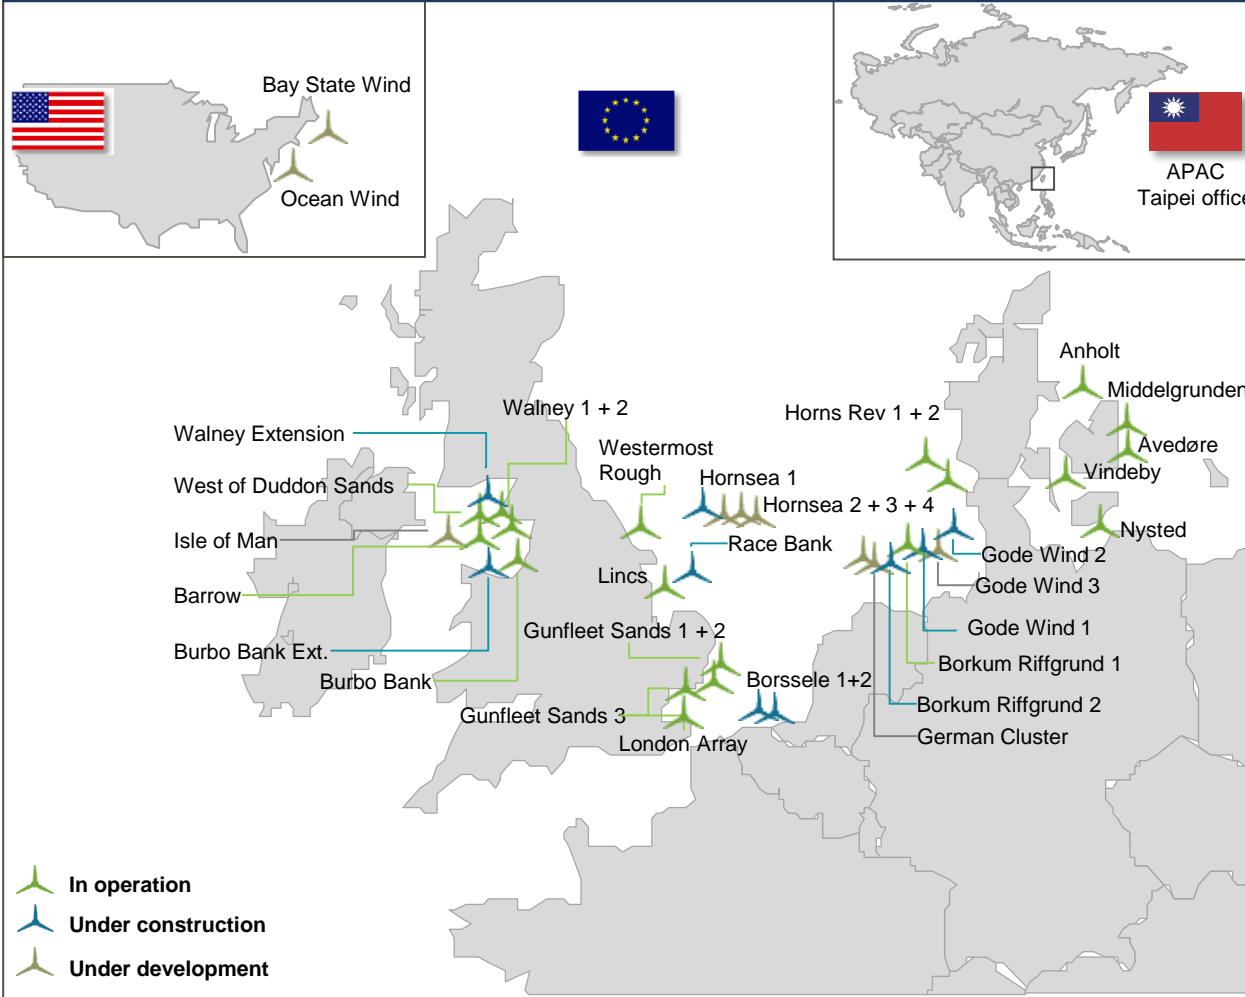 Bay State Wind
Ocean Wind
APAC
Taipei office
Anholt
Middelgrunden
Avedøre
Vindeby
Nysted
Horns Rev 1 + 2
Walney 1 + 2
Walney Extension
Westermost
Rough
Hornsea 1
West of Duddon Sands
Hornsea 2 + 3 + 4
Isle of Man
Race Bank
Gode Wind 2
Lincs
Gode Wind 3
Barrow
Gunfleet Sands 1 + 2
Gode Wind 1
Burbo Bank Ext.
Borkum Riffgrund 1
Burbo Bank
Borssele 1+2
Borkum Riffgrund 2
Gunfleet Sands 3
German Cluster
London Array
In operation
Under construction
Under development